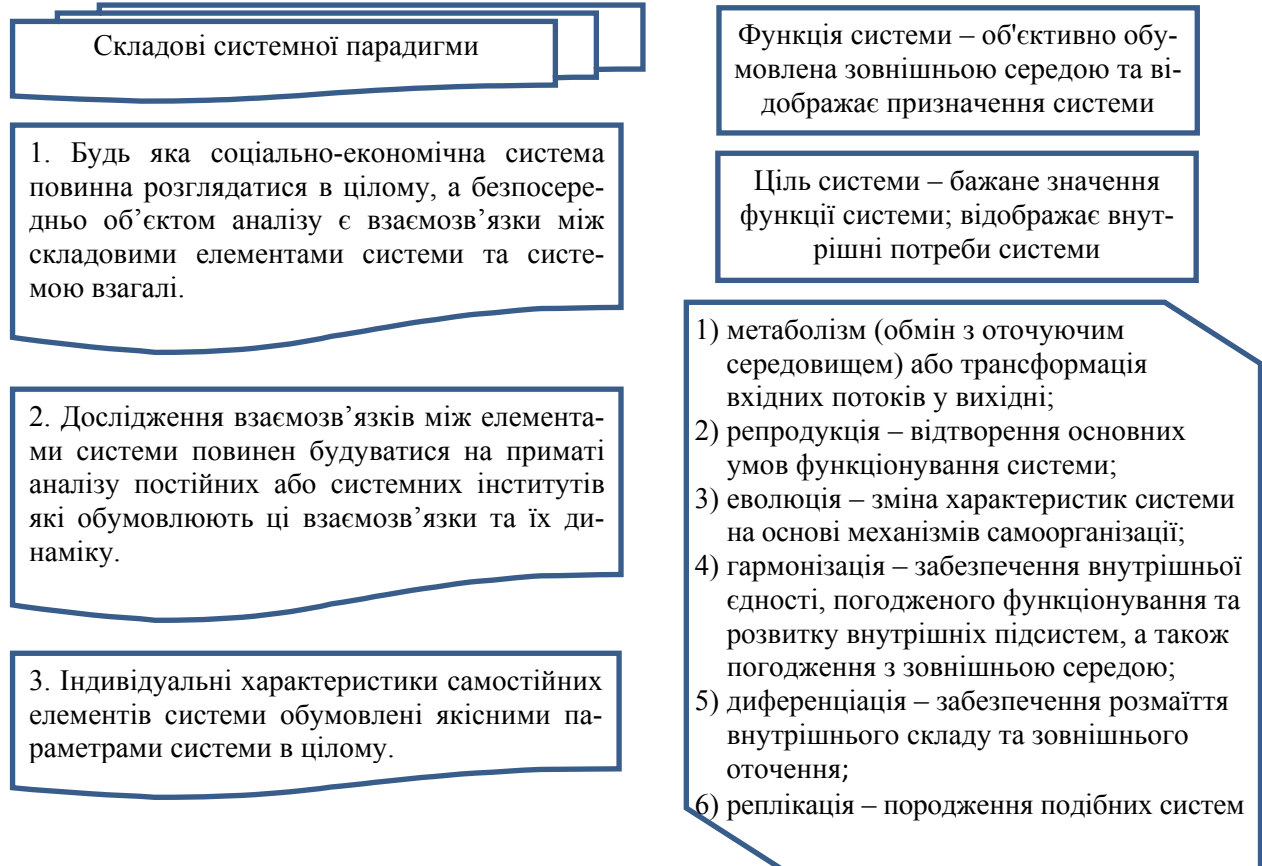 Складові системної парадигми
1. Будь яка соціально-економічна система
повинна розглядатися в цілому, а безпосере-
дньо об’єктом аналізу є взаємозв’язки між
складовими елементами системи та систе-
мою взагалі.
2. Дослідження взаємозв’язків між елемента-
ми системи повинен будуватися на приматі
аналізу постійних або системних інститутів
які обумовлюють ці взаємозв’язки та їх ди-
наміку.
3. Індивідуальні характеристики самостійних
елементів системи обумовлені якісними па-
раметрами системи в цілому.
Функція системи – об'єктивно обу-
мовлена зовнішньою середою та ві-
дображає призначення системи
Ціль системи – бажане значення
функції системи; відображає внут-
рішні потреби системи
1) метаболізм (обмін з оточуючим
середовищем) або трансформація
вхідних потоків у вихідні;
2) репродукція – відтворення основних
умов функціонування системи;
3) еволюція – зміна характеристик системи
на основі механізмів самоорганізації;
4) гармонізація – забезпечення внутрішньої
єдності, погодженого функціонування та
розвитку внутрішніх підсистем, а також
погодження з зовнішньою середою;
5) диференціація – забезпечення розмаїття
внутрішнього складу та зовнішнього
оточення;
6) реплікація – породження подібних систем